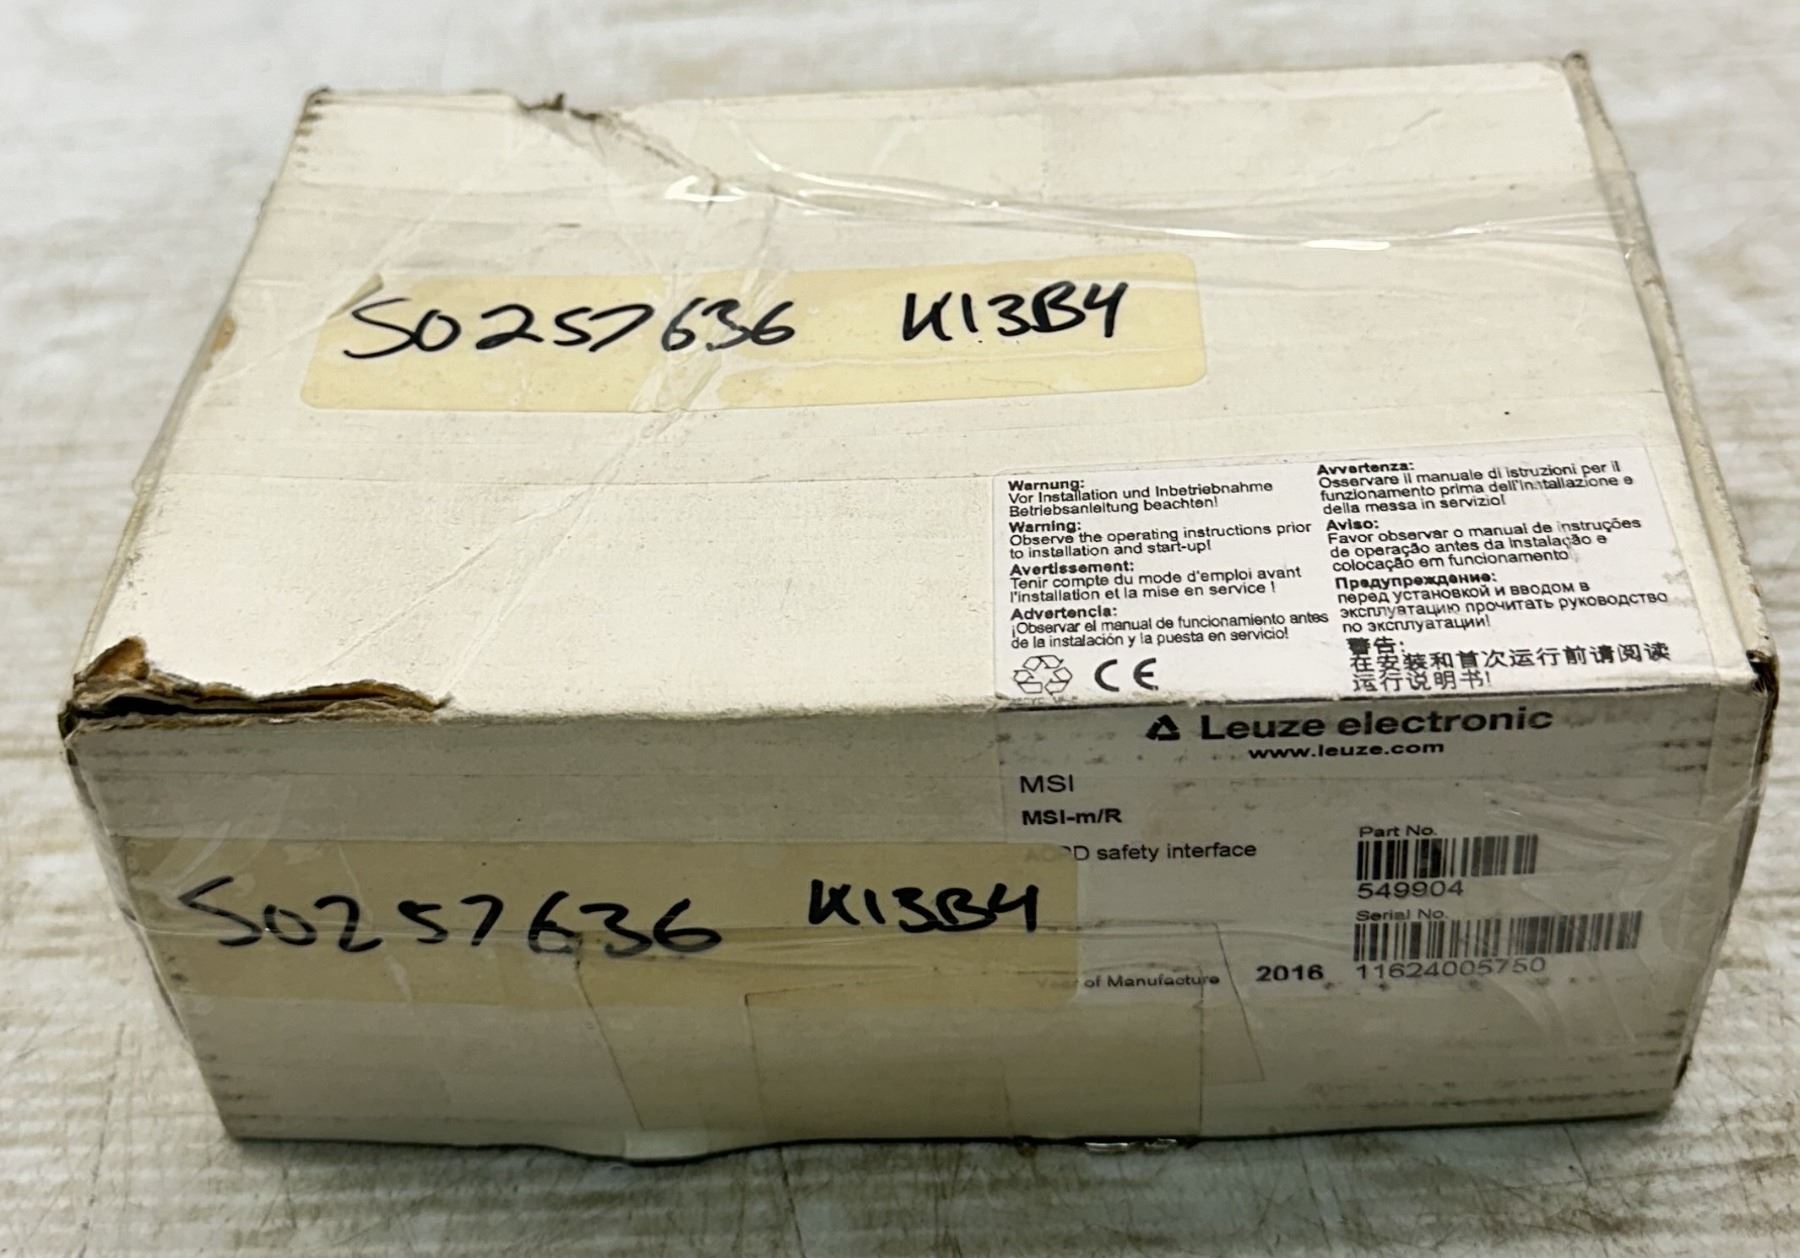 50257636 K13B4
Warnung:
Vor Installation und Inbetriebnahme
Betriebsanleitung beachten!
Warning:
Observe the operating instructions prior
to installation and start-up!
Avertissement:
Tenir compte du mode d'emploi avant
l'installation et la mise en service !
Advertencia:
¡Observar el manual de funcionamiento antes
de la instalación y la puesta en servicio!
CE
Avvertenza:
Osservare il manuale di istruzioni per il
funzionamento prima dell'installazione e
della messa in servizio!
Aviso:
Favor observar o manual de instruções
de operação antes da instalação e
colocação em funcionamento
Предупреждение:
перед установкой и вводом в
эксплуатацию прочитать руководство
по эксплуатации!
警告:
在安装和首次运行前请阅读
运行说明书!
Leuze electronic
www.leuze.com
MSI
MSI-m/R
safety interface
Part No.
549904
Serial No.
11624005750
Year of Manufacture 2016
50257636 K13B4